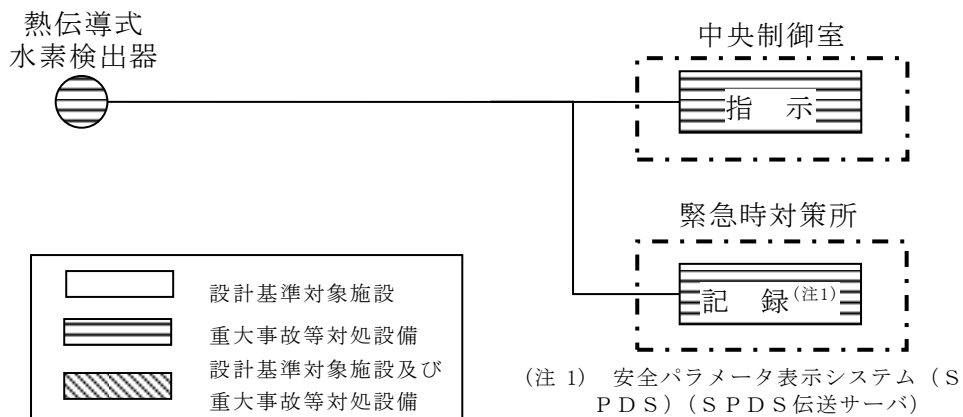 熱伝導式
水素検出器
中央制御室
指 示
緊急時対策所
記 録(注1)
設計基準対象施設
重大事故等対処設備
設計基準対象施設及び
重大事故等対処設備
(注 1) 安全パラメータ表示システム(S
PDS)(SPDS伝送サーバ)